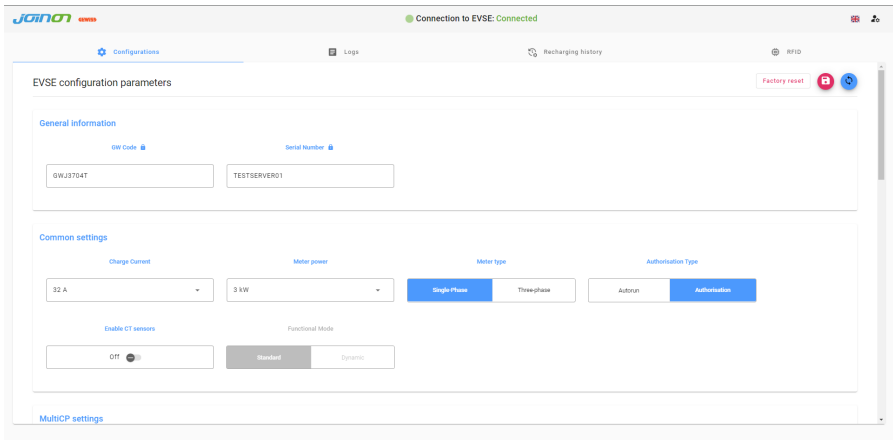 JOINON GEWISS
Connection to EVSE: Connected
Configurations Logs Recharging history RFID
EVSE configuration parameters Factory reset
General information
GW Code Serial Number
GWJ3704T TESTSERVER01
Common settings
Charge Current Meter power Meter type Authorisation Type
32 A 3 kW Single-Phase Three-phase Autorun Authorisation
Enable CT sensors Functional Mode
Off Standard Dynamic
MultiCP settings